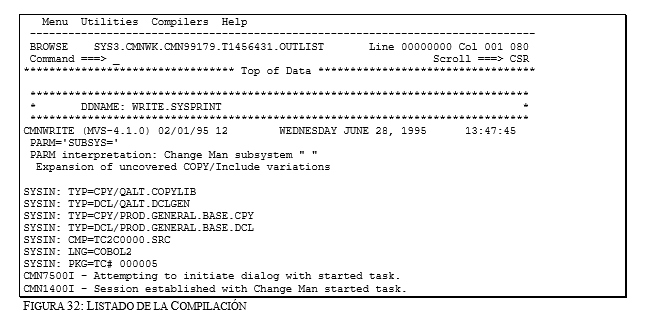 Menu  Utilities  Compilers  Help
------------------------------------------------------------------------------
BROWSE    SYS3.CMNWK.CMN99179.T1456431.OUTLIST       Line 00000000 Col 001 080
Command ===> _                                                Scroll ===> CSR
********************************* Top of Data **********************************
******************************************************************************
*       DDNAME: WRITE.SYSPRINT                                               *
******************************************************************************
CMNWRITE (MVS-4.1.0) 02/01/95 12        WEDNESDAY JUNE 28, 1995      13:47:45
PARM='SUBSYS='
PARM interpretation: Change Man subsystem " "
Expansion of uncovered COPY/Include variations
SYSIN: TYP=CPY/QALT.COPYLIB
SYSIN: TYP=DCL/QALT.DCLGEN
SYSIN: TYP=CPY/PROD.GENERAL.BASE.CPY
SYSIN: TYP=DCL/PROD.GENERAL.BASE.DCL
SYSIN: CMP=TC2C0000.SRC
SYSIN: LNG=COBOL2
SYSIN: PKG=TC# 000005
CMN7500I - Attempting to initiate dialog with started task.
CMN1400I - Session established with Change Man started task.
FIGURA 32: LISTADO DE LA COMPILACIÓN